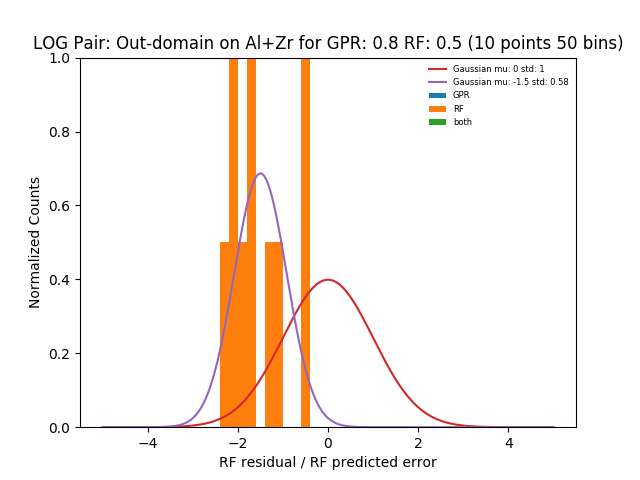 LOG Pair: Out-domain on Al+Zr for GPR: 0.8 RF: 0.5 (10 points 50 bins)
Gaussian mu: 0 std: 1
Gaussian mu: -1.5 std: 0.58
GPR
RF
both
1.0
0.8
0.6
0.4
0.2
0.0
Normalized Counts
−4
−2
0
2
4
RF residual / RF predicted error